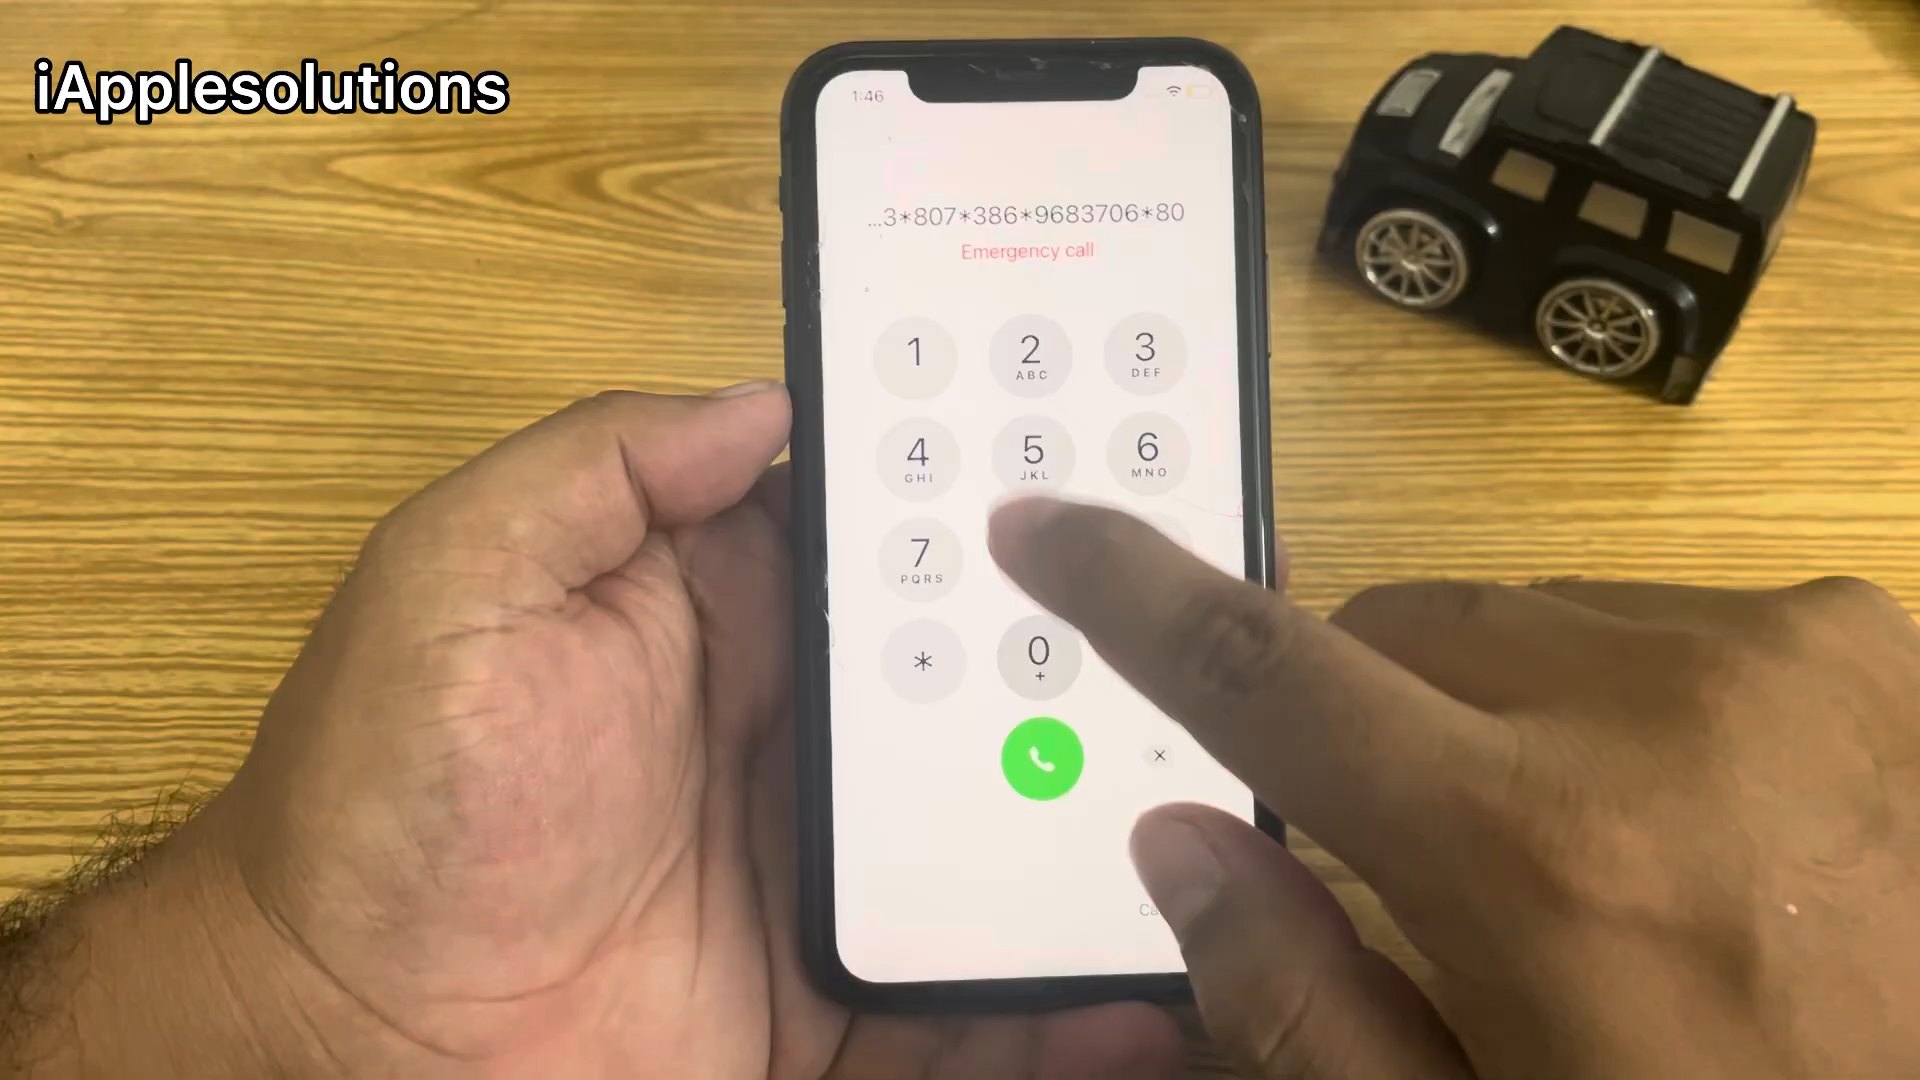 iApplesolutions
1:46
...3*807*386*9683706*80
Emergency call
1
2
ABC
3
DEF
4
GHI
5
JKL
6
MNO
7
PQRS
*
0
+